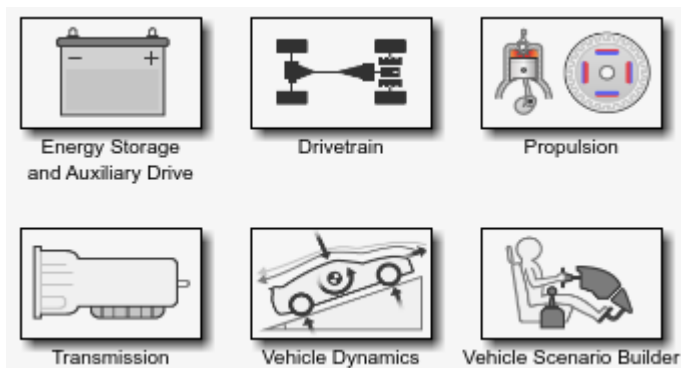 − +
Energy Storage
and Auxiliary Drive
Drivetrain
Propulsion
Transmission
Vehicle Dynamics
Vehicle Scenario Builder